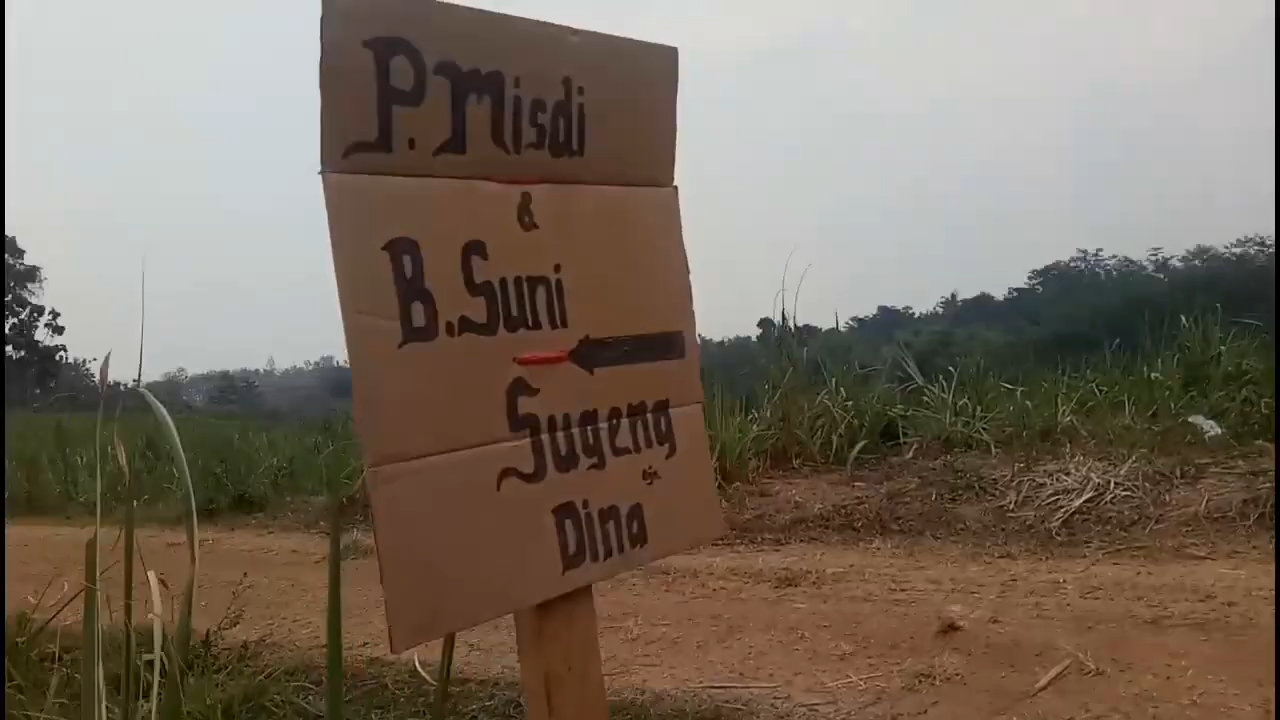 P. Misdi
&
B. Suni
Sugeng
Dina